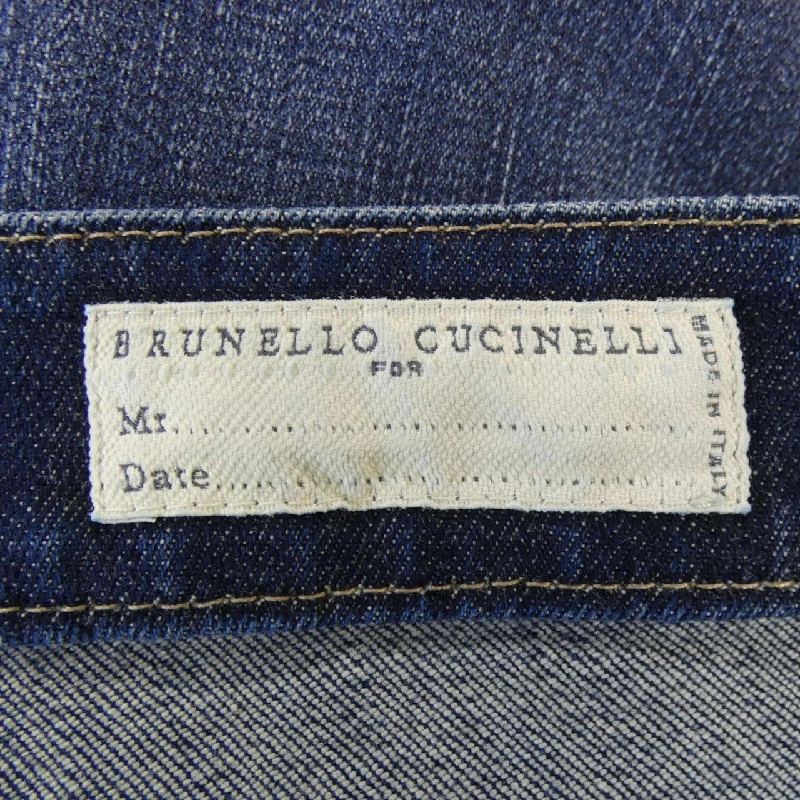 BRUNELLO CUCINELLI
FOR
Mr...............................................
Date............................................
MADE IN ITALY